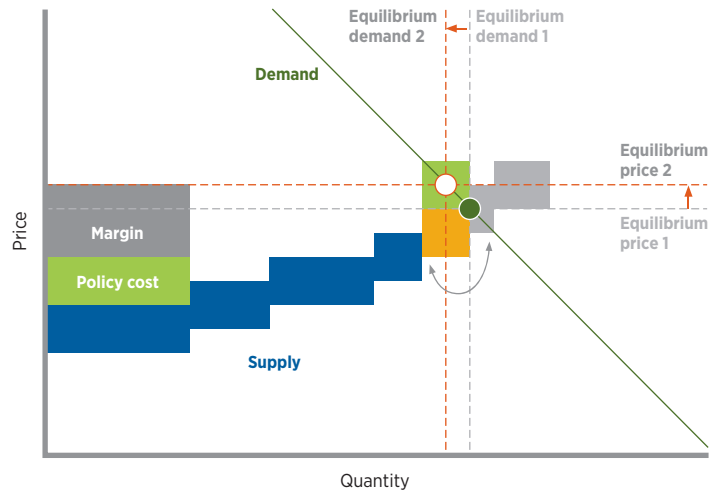 Equilibrium
demand 2
Equilibrium
demand 1
Demand
Equilibrium
price 2
Equilibrium
price 1
Price
Margin
Policy cost
Supply
Quantity